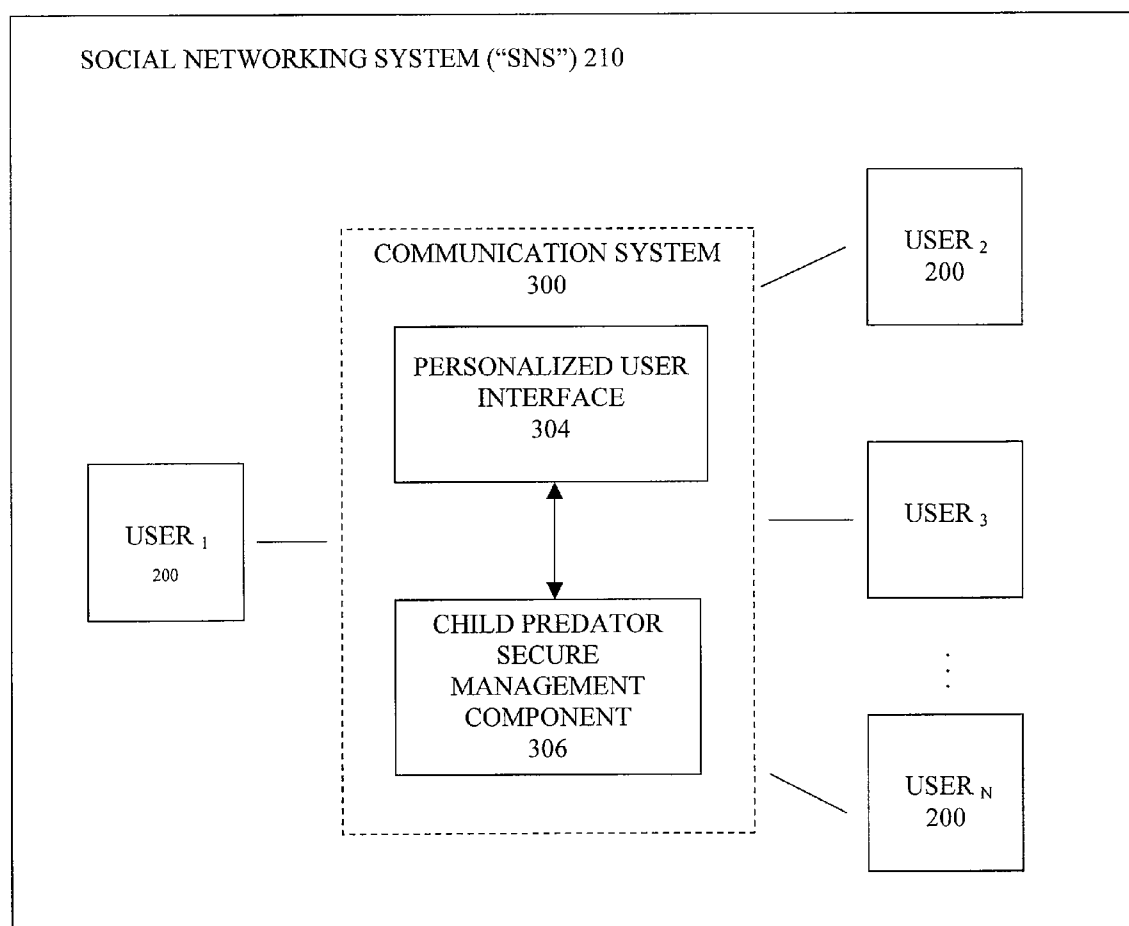 SOCIAL NETWORKING SYSTEM ("SNS") 210
COMMUNICATION SYSTEM
300
PERSONALIZED USER
INTERFACE
304
CHILD PREDATOR
SECURE
MANAGEMENT
COMPONENT
306
USER 1
200
USER 2
200
USER 3
USER N
200